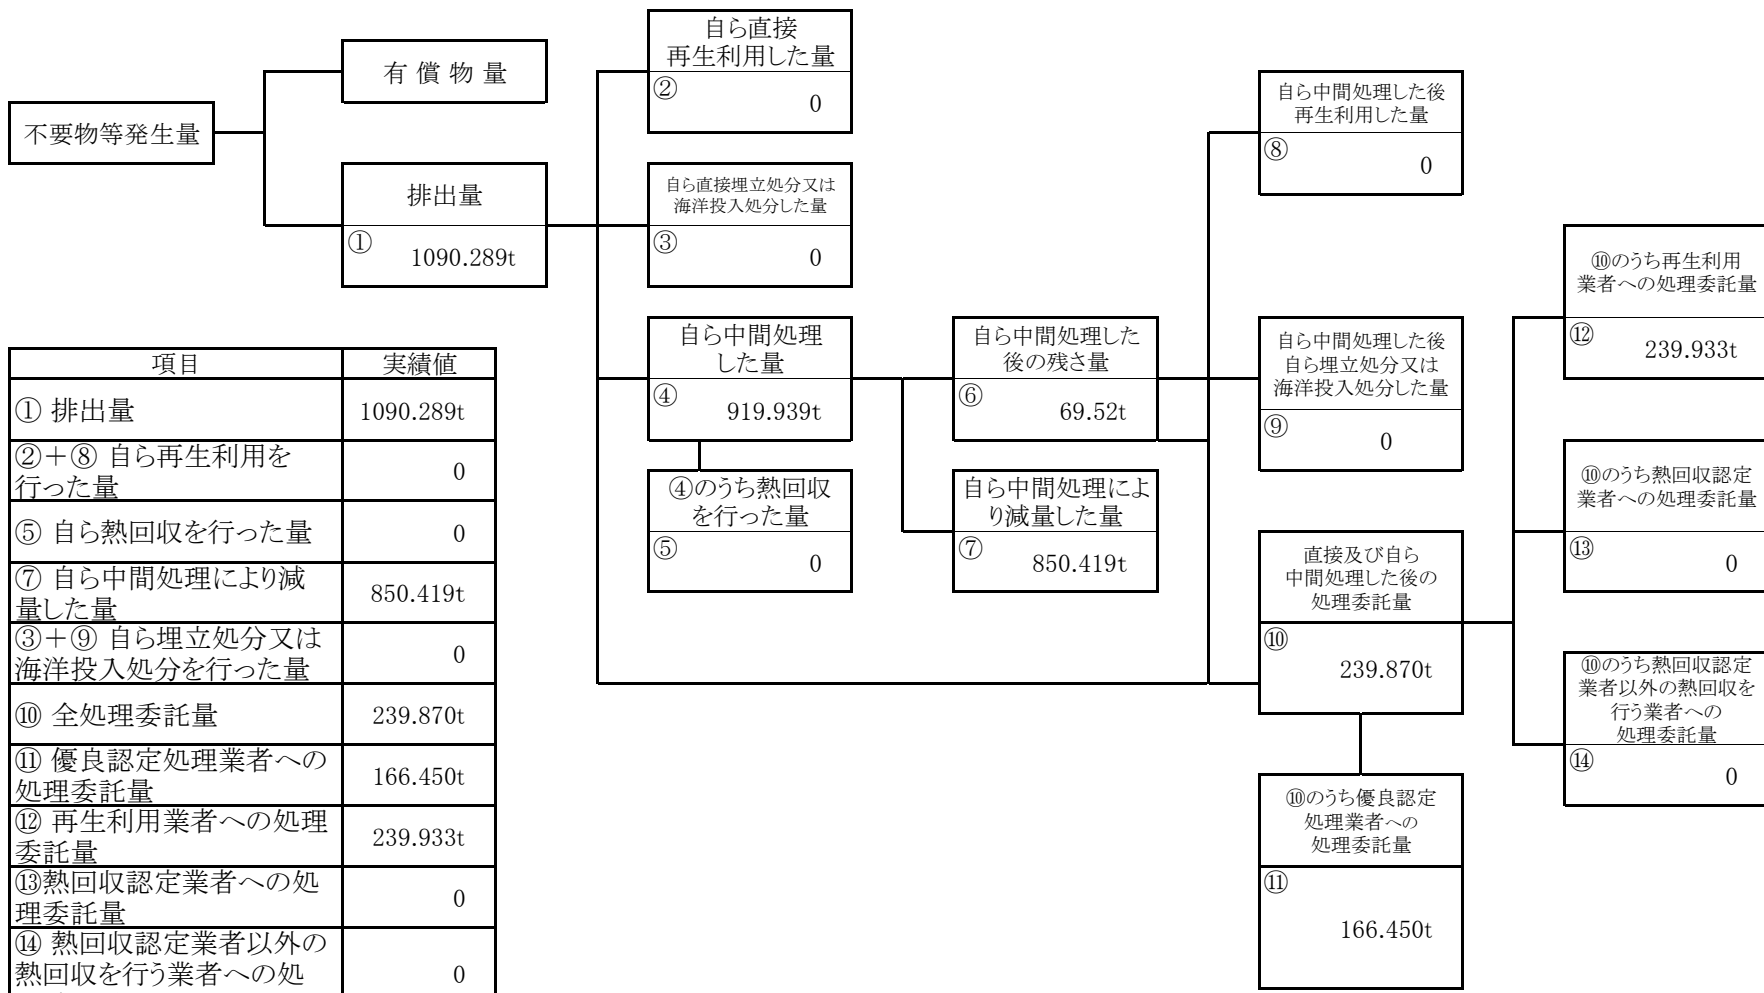 不要物等発生量
有 償 物 量
排出量
①
1090.289t
自ら直接
再生利用した量
②
0
自ら直接埋立処分又は
海洋投入処分した量
③
0
自ら中間処理
した量
④
919.939t
④のうち熱回収
を行った量
⑤
0
自ら中間処理した
後の残さ量
⑥
69.52t
自ら中間処理によ
り減量した量
⑦
850.419t
自ら中間処理した後
再生利用した量
⑧
0
自ら中間処理した後
自ら埋立処分又は
海洋投入処分した量
⑨
0
直接及び自ら
中間処理した後の
処理委託量
⑩
239.870t
⑩のうち優良認定
処理業者への
処理委託量
⑪
166.450t
⑩のうち再生利用
業者への処理委託量
⑫
239.933t
⑩のうち熱回収認定
業者への処理委託量
⑬
0
⑩のうち熱回収認定
業者以外の熱回収を
行う業者への
処理委託量
⑭
0
項目 実績値
① 排出量 1090.289t
②+⑧ 自ら再生利用を
行った量
0
⑤ 自ら熱回収を行った量 0
⑦ 自ら中間処理により減
量した量
850.419t
③+⑨ 自ら埋立処分又は
海洋投入処分を行った量
0
⑩ 全処理委託量 239.870t
⑪ 優良認定処理業者への
処理委託量
166.450t
⑫ 再生利用業者への処理
委託量
239.933t
⑬熱回収認定業者への処
理委託量
0
⑭ 熱回収認定業者以外の
熱回収を行う業者への処
0